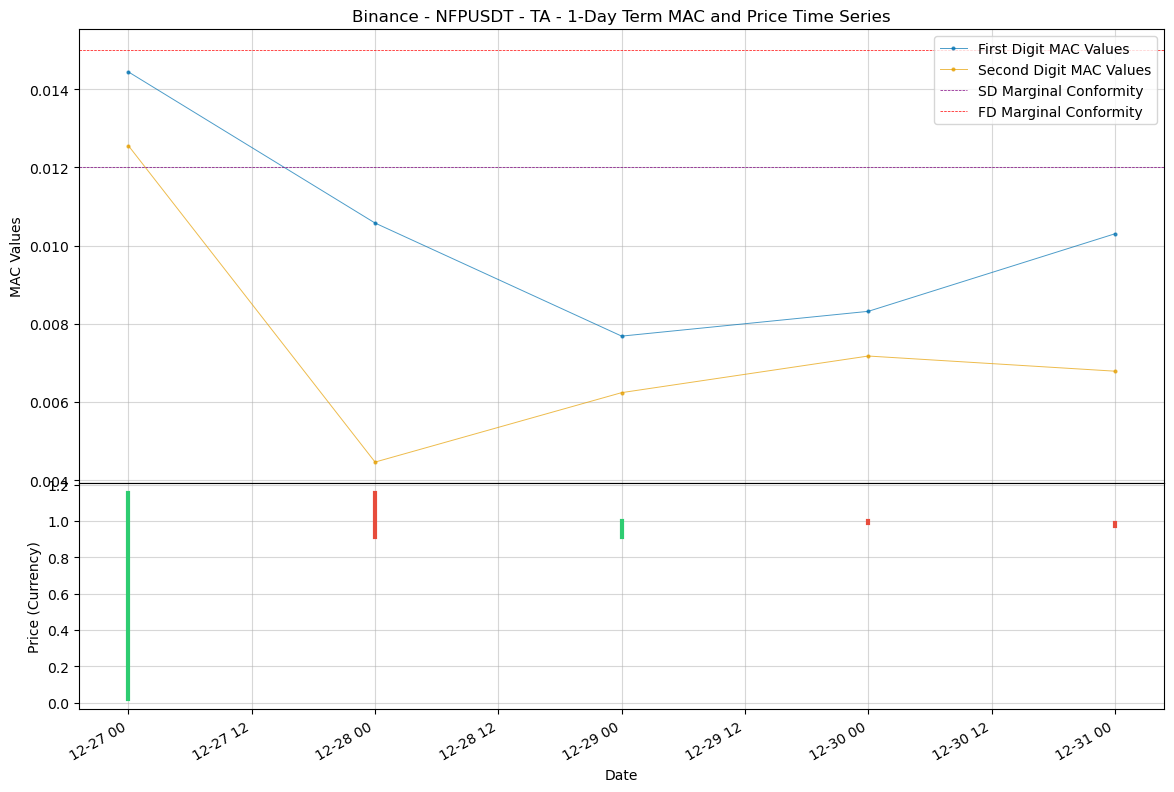 Binance - NFPUSDT - TA - 1-Day Term MAC and Price Time Series
First Digit MAC Values
Second Digit MAC Values
SD Marginal Conformity
FD Marginal Conformity
MAC Values
0.014
0.012
0.010
0.008
0.006
0.004
Price (Currency)
1.2
1.0
0.8
0.6
0.4
0.2
0.0
12-27 00
12-27 12
12-28 00
12-28 12
12-29 00
12-29 12
12-30 00
12-30 12
12-31 00
Date